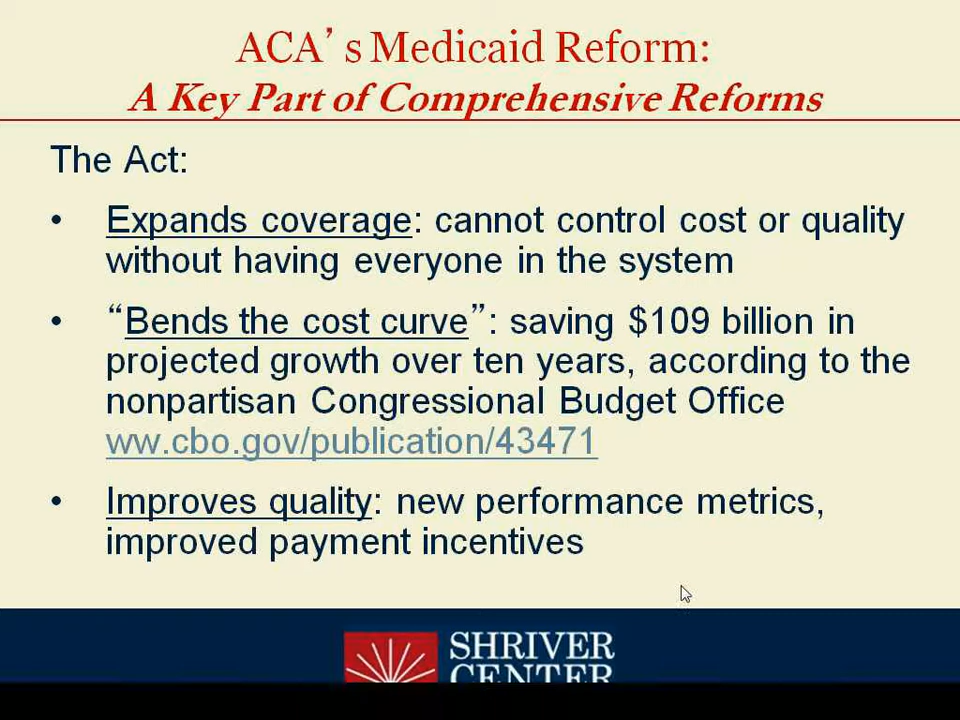 ACA’s Medicaid Reform:
A Key Part of Comprehensive Reforms
The Act:
• Expands coverage: cannot control cost or quality
without having everyone in the system
• “Bends the cost curve”: saving $109 billion in
projected growth over ten years, according to the
nonpartisan Congressional Budget Office
ww.cbo.gov/publication/43471
• Improves quality: new performance metrics,
improved payment incentives
SHRIVER
CENTER